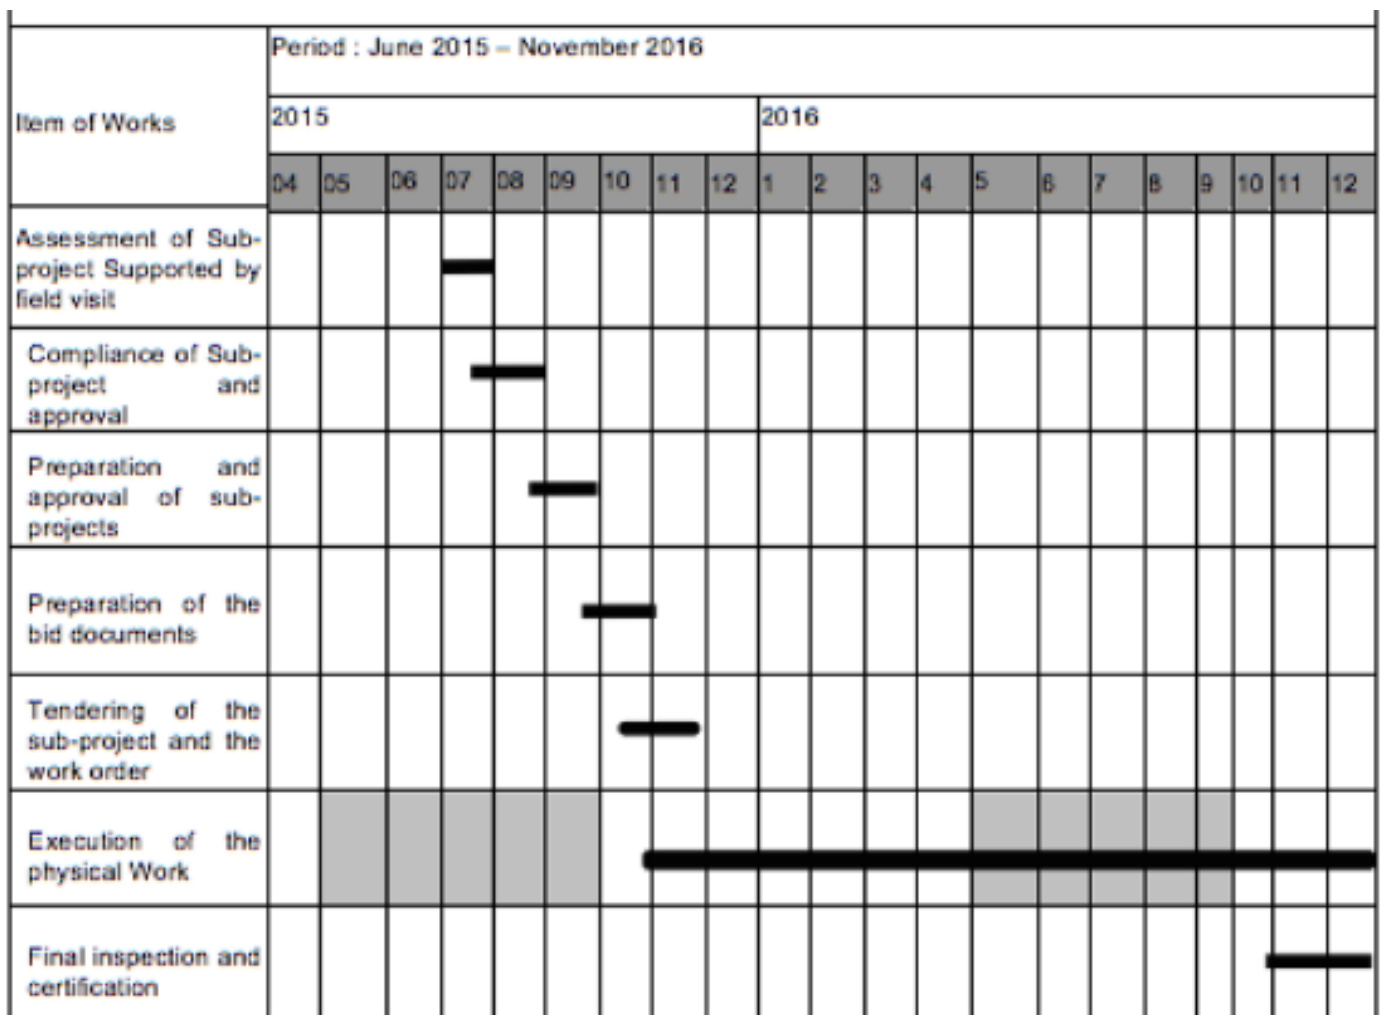 Period : June 2015 – November 2016
Item of Works
2015 2016
04 05 06 07 08 09 10 11 12 1 2 3 4 5 6 7 8 9 10 11 12
Assessment of Sub-
project Supported by
field visit
Compliance of Sub-
project and
approval
Preparation and
approval of sub-
projects
Preparation of the
bid documents
Tendering of the
sub-project and the
work order
Execution of the
physical Work
Final inspection and
certification